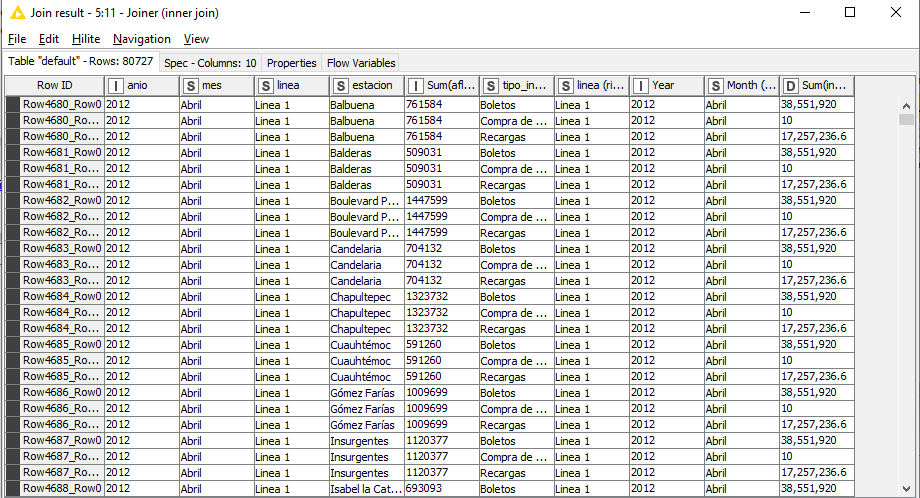 Join result - 5:11 - Joiner (inner join)
File Edit Hilite Navigation View
Table "default" - Rows: 80727 Spec - Columns: 10 Properties Flow Variables
Row ID I anio S mes S linea S estacion I Sum(afl... S tipo_in... S linea (ri... I Year S Month (... D Sum(in...
Row4680_Row0 2012 Abril Linea 1 Balbuena 761584 Boletos Linea 1 2012 Abril 38,551,920
Row4680_Ro... 2012 Abril Linea 1 Balbuena 761584 Compra de ... Linea 1 2012 Abril 10
Row4680_Ro... 2012 Abril Linea 1 Balbuena 761584 Recargas Linea 1 2012 Abril 17,257,236.6
Row4681_Row0 2012 Abril Linea 1 Balderas 509031 Boletos Linea 1 2012 Abril 38,551,920
Row4681_Ro... 2012 Abril Linea 1 Balderas 509031 Compra de ... Linea 1 2012 Abril 10
Row4681_Ro... 2012 Abril Linea 1 Balderas 509031 Recargas Linea 1 2012 Abril 17,257,236.6
Row4682_Row0 2012 Abril Linea 1 Boulevard P... 1447599 Boletos Linea 1 2012 Abril 38,551,920
Row4682_Ro... 2012 Abril Linea 1 Boulevard P... 1447599 Compra de ... Linea 1 2012 Abril 10
Row4682_Ro... 2012 Abril Linea 1 Boulevard P... 1447599 Recargas Linea 1 2012 Abril 17,257,236.6
Row4683_Row0 2012 Abril Linea 1 Candelaria 704132 Boletos Linea 1 2012 Abril 38,551,920
Row4683_Ro... 2012 Abril Linea 1 Candelaria 704132 Compra de ... Linea 1 2012 Abril 10
Row4683_Ro... 2012 Abril Linea 1 Candelaria 704132 Recargas Linea 1 2012 Abril 17,257,236.6
Row4684_Row0 2012 Abril Linea 1 Chapultepec 1323732 Boletos Linea 1 2012 Abril 38,551,920
Row4684_Ro... 2012 Abril Linea 1 Chapultepec 1323732 Compra de ... Linea 1 2012 Abril 10
Row4684_Ro... 2012 Abril Linea 1 Chapultepec 1323732 Recargas Linea 1 2012 Abril 17,257,236.6
Row4685_Row0 2012 Abril Linea 1 Cuauhtémoc 591260 Boletos Linea 1 2012 Abril 38,551,920
Row4685_Ro... 2012 Abril Linea 1 Cuauhtémoc 591260 Compra de ... Linea 1 2012 Abril 10
Row4685_Ro... 2012 Abril Linea 1 Cuauhtémoc 591260 Recargas Linea 1 2012 Abril 17,257,236.6
Row4686_Row0 2012 Abril Linea 1 Gómez Farías 1009699 Boletos Linea 1 2012 Abril 38,551,920
Row4686_Ro... 2012 Abril Linea 1 Gómez Farías 1009699 Compra de ... Linea 1 2012 Abril 10
Row4686_Ro... 2012 Abril Linea 1 Gómez Farías 1009699 Recargas Linea 1 2012 Abril 17,257,236.6
Row4687_Row0 2012 Abril Linea 1 Insurgentes 1120377 Boletos Linea 1 2012 Abril 38,551,920
Row4687_Ro... 2012 Abril Linea 1 Insurgentes 1120377 Compra de ... Linea 1 2012 Abril 10
Row4687_Ro... 2012 Abril Linea 1 Insurgentes 1120377 Recargas Linea 1 2012 Abril 17,257,236.6
Row4688_Row0 2012 Abril Linea 1 Isabel la Cat... 693093 Boletos Linea 1 2012 Abril 38,551,920